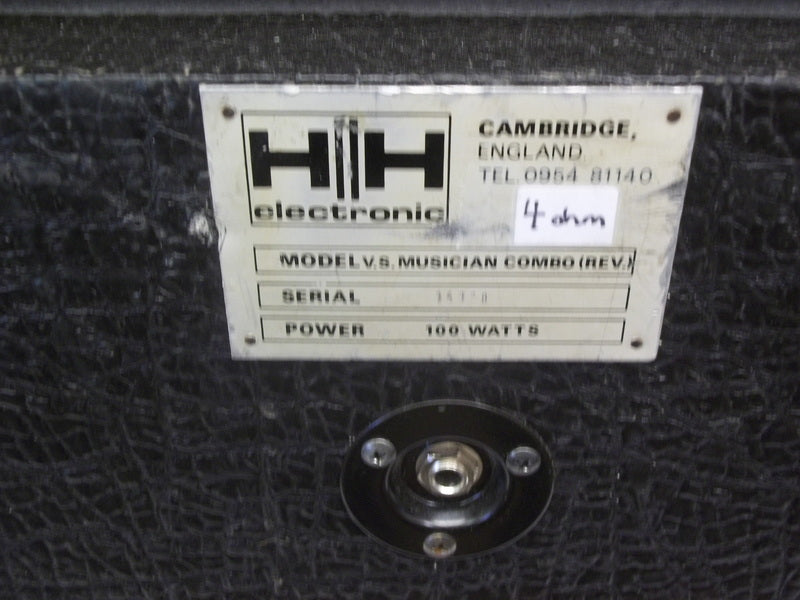 HH
electronic
CAMBRIDGE,
ENGLAND
TEL.0954 81140
4 ohm
MODEL V.S. MUSICIAN COMBO (REV.)
SERIAL
POWER 100 WATTS